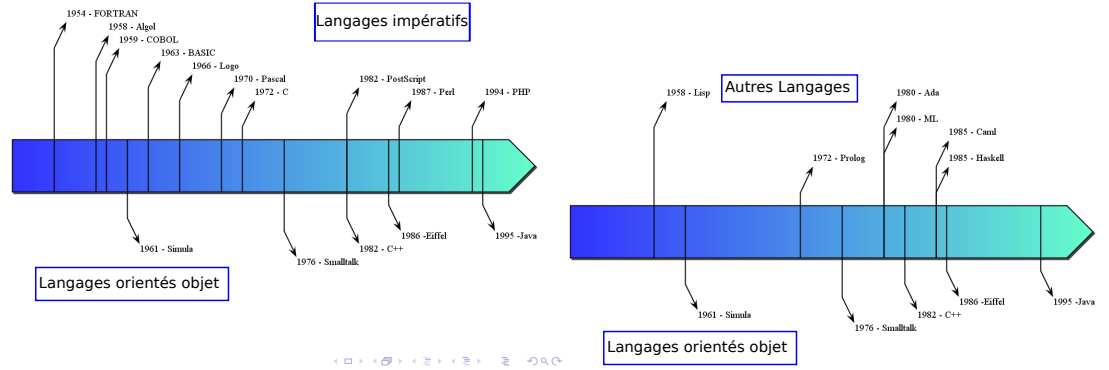 Langages impératifs
1954 - FORTRAN
1958 - Algol
1959 - COBOL
1963 - BASIC
1966 - Logo
1970 - Pascal
1972 - C
1982 - PostScript
1987 - Perl
1994 - PHP
1961 - Simula
1976 - Smalltalk
1982 - C++
1986 -Eiffel
1995 -Java
Langages orientés objet
Autres Langages
1958 - Lisp
1972 - Prolog
1980 - Ada
1980 - ML
1985 - Caml
1985 - Haskell
1961 - Simula
1976 - Smalltalk
1982 - C++
1986 -Eiffel
1995 -Java
Langages orientés objet